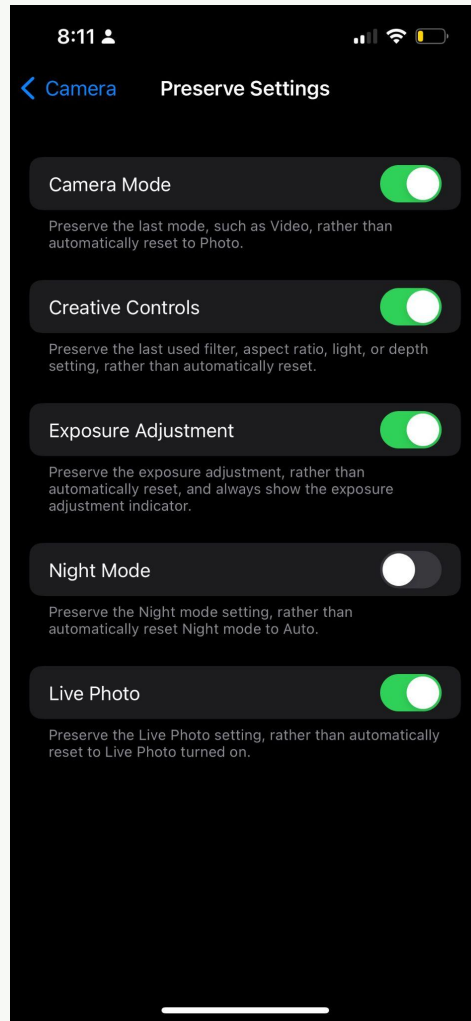 8:11
Camera
Preserve Settings
Camera Mode
Preserve the last mode, such as Video, rather than
automatically reset to Photo.
Creative Controls
Preserve the last used filter, aspect ratio, light, or depth
setting, rather than automatically reset.
Exposure Adjustment
Preserve the exposure adjustment, rather than
automatically reset, and always show the exposure
adjustment indicator.
Night Mode
Preserve the Night mode setting, rather than
automatically reset Night mode to Auto.
Live Photo
Preserve the Live Photo setting, rather than automatically
reset to Live Photo turned on.